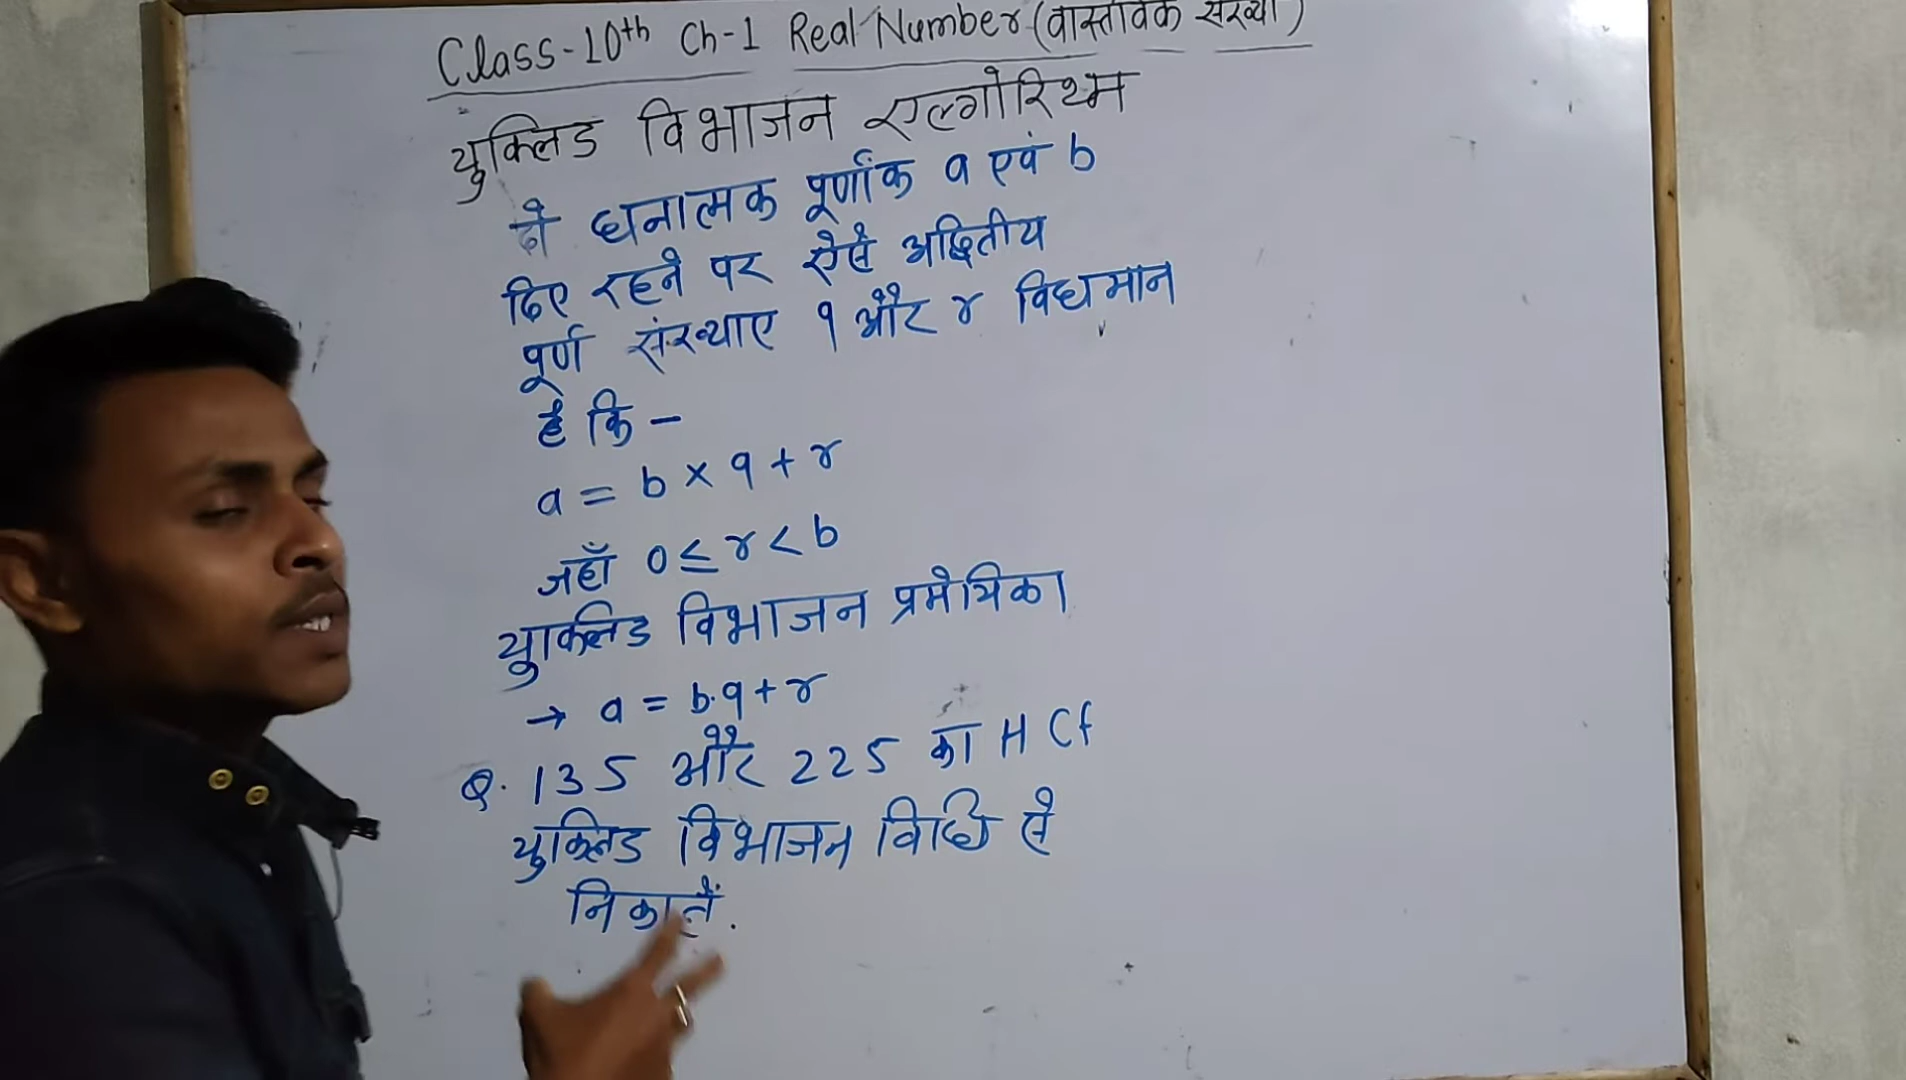 Class-10th Ch-1 Real Number (वास्तविक संख्या)
युक्लिड विभाजन एल्गोरिथ्म
दो धनात्मक पूर्णांक a एवं b
दिए रहने पर ऐसे अद्वितीय
पूर्ण संख्याए q और r विधमान
है कि -
a = b × q + r
जहाँ 0 ≤ r < b
युक्लिड विभाजन प्रमेयिका
→ a = b.q + r
Q. 135 और 225 का HCf
युक्लिड विभाजन विधि से
निकालें.